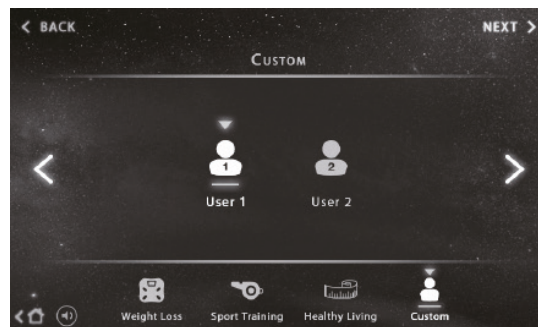 BACK
NEXT
CUSTOM
1
2
User 1
User 2
Weight Loss
Sport Training
Healthy Living
Custom